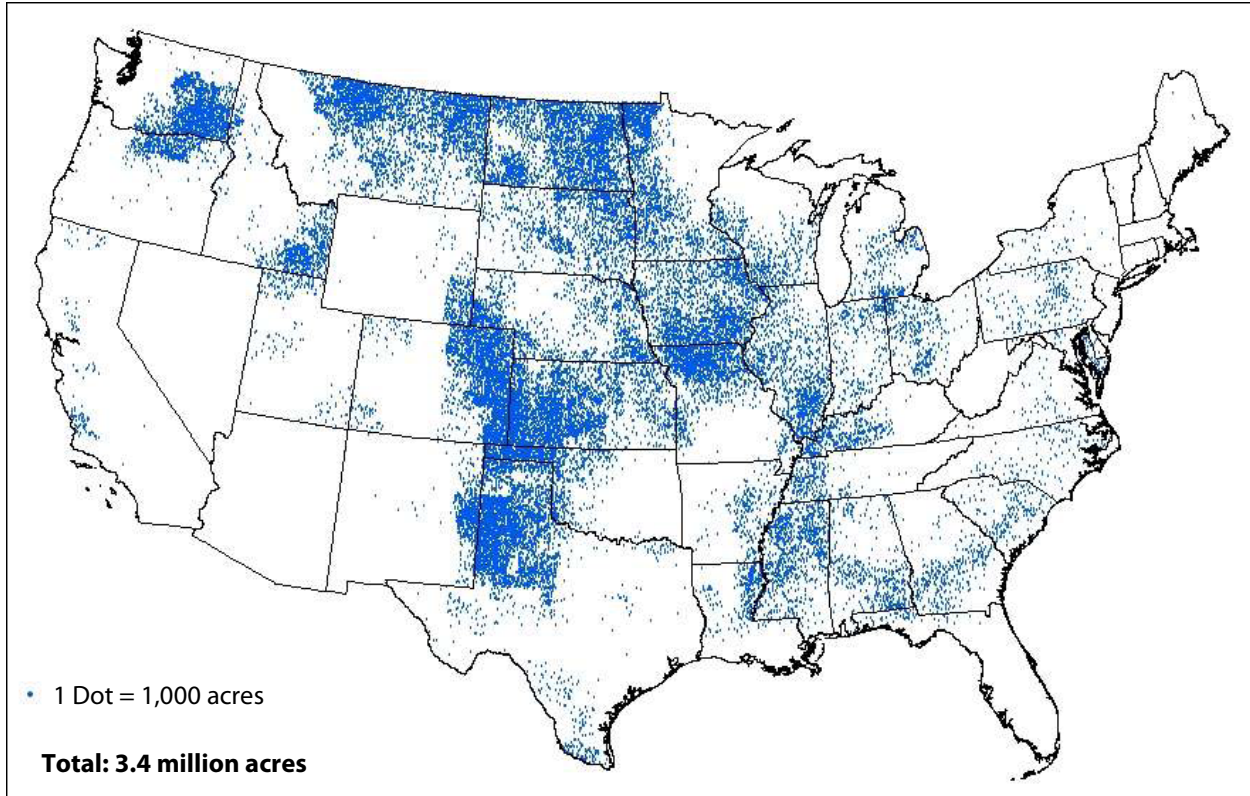 1 Dot = 1,000 acres
Total: 3.4 million acres